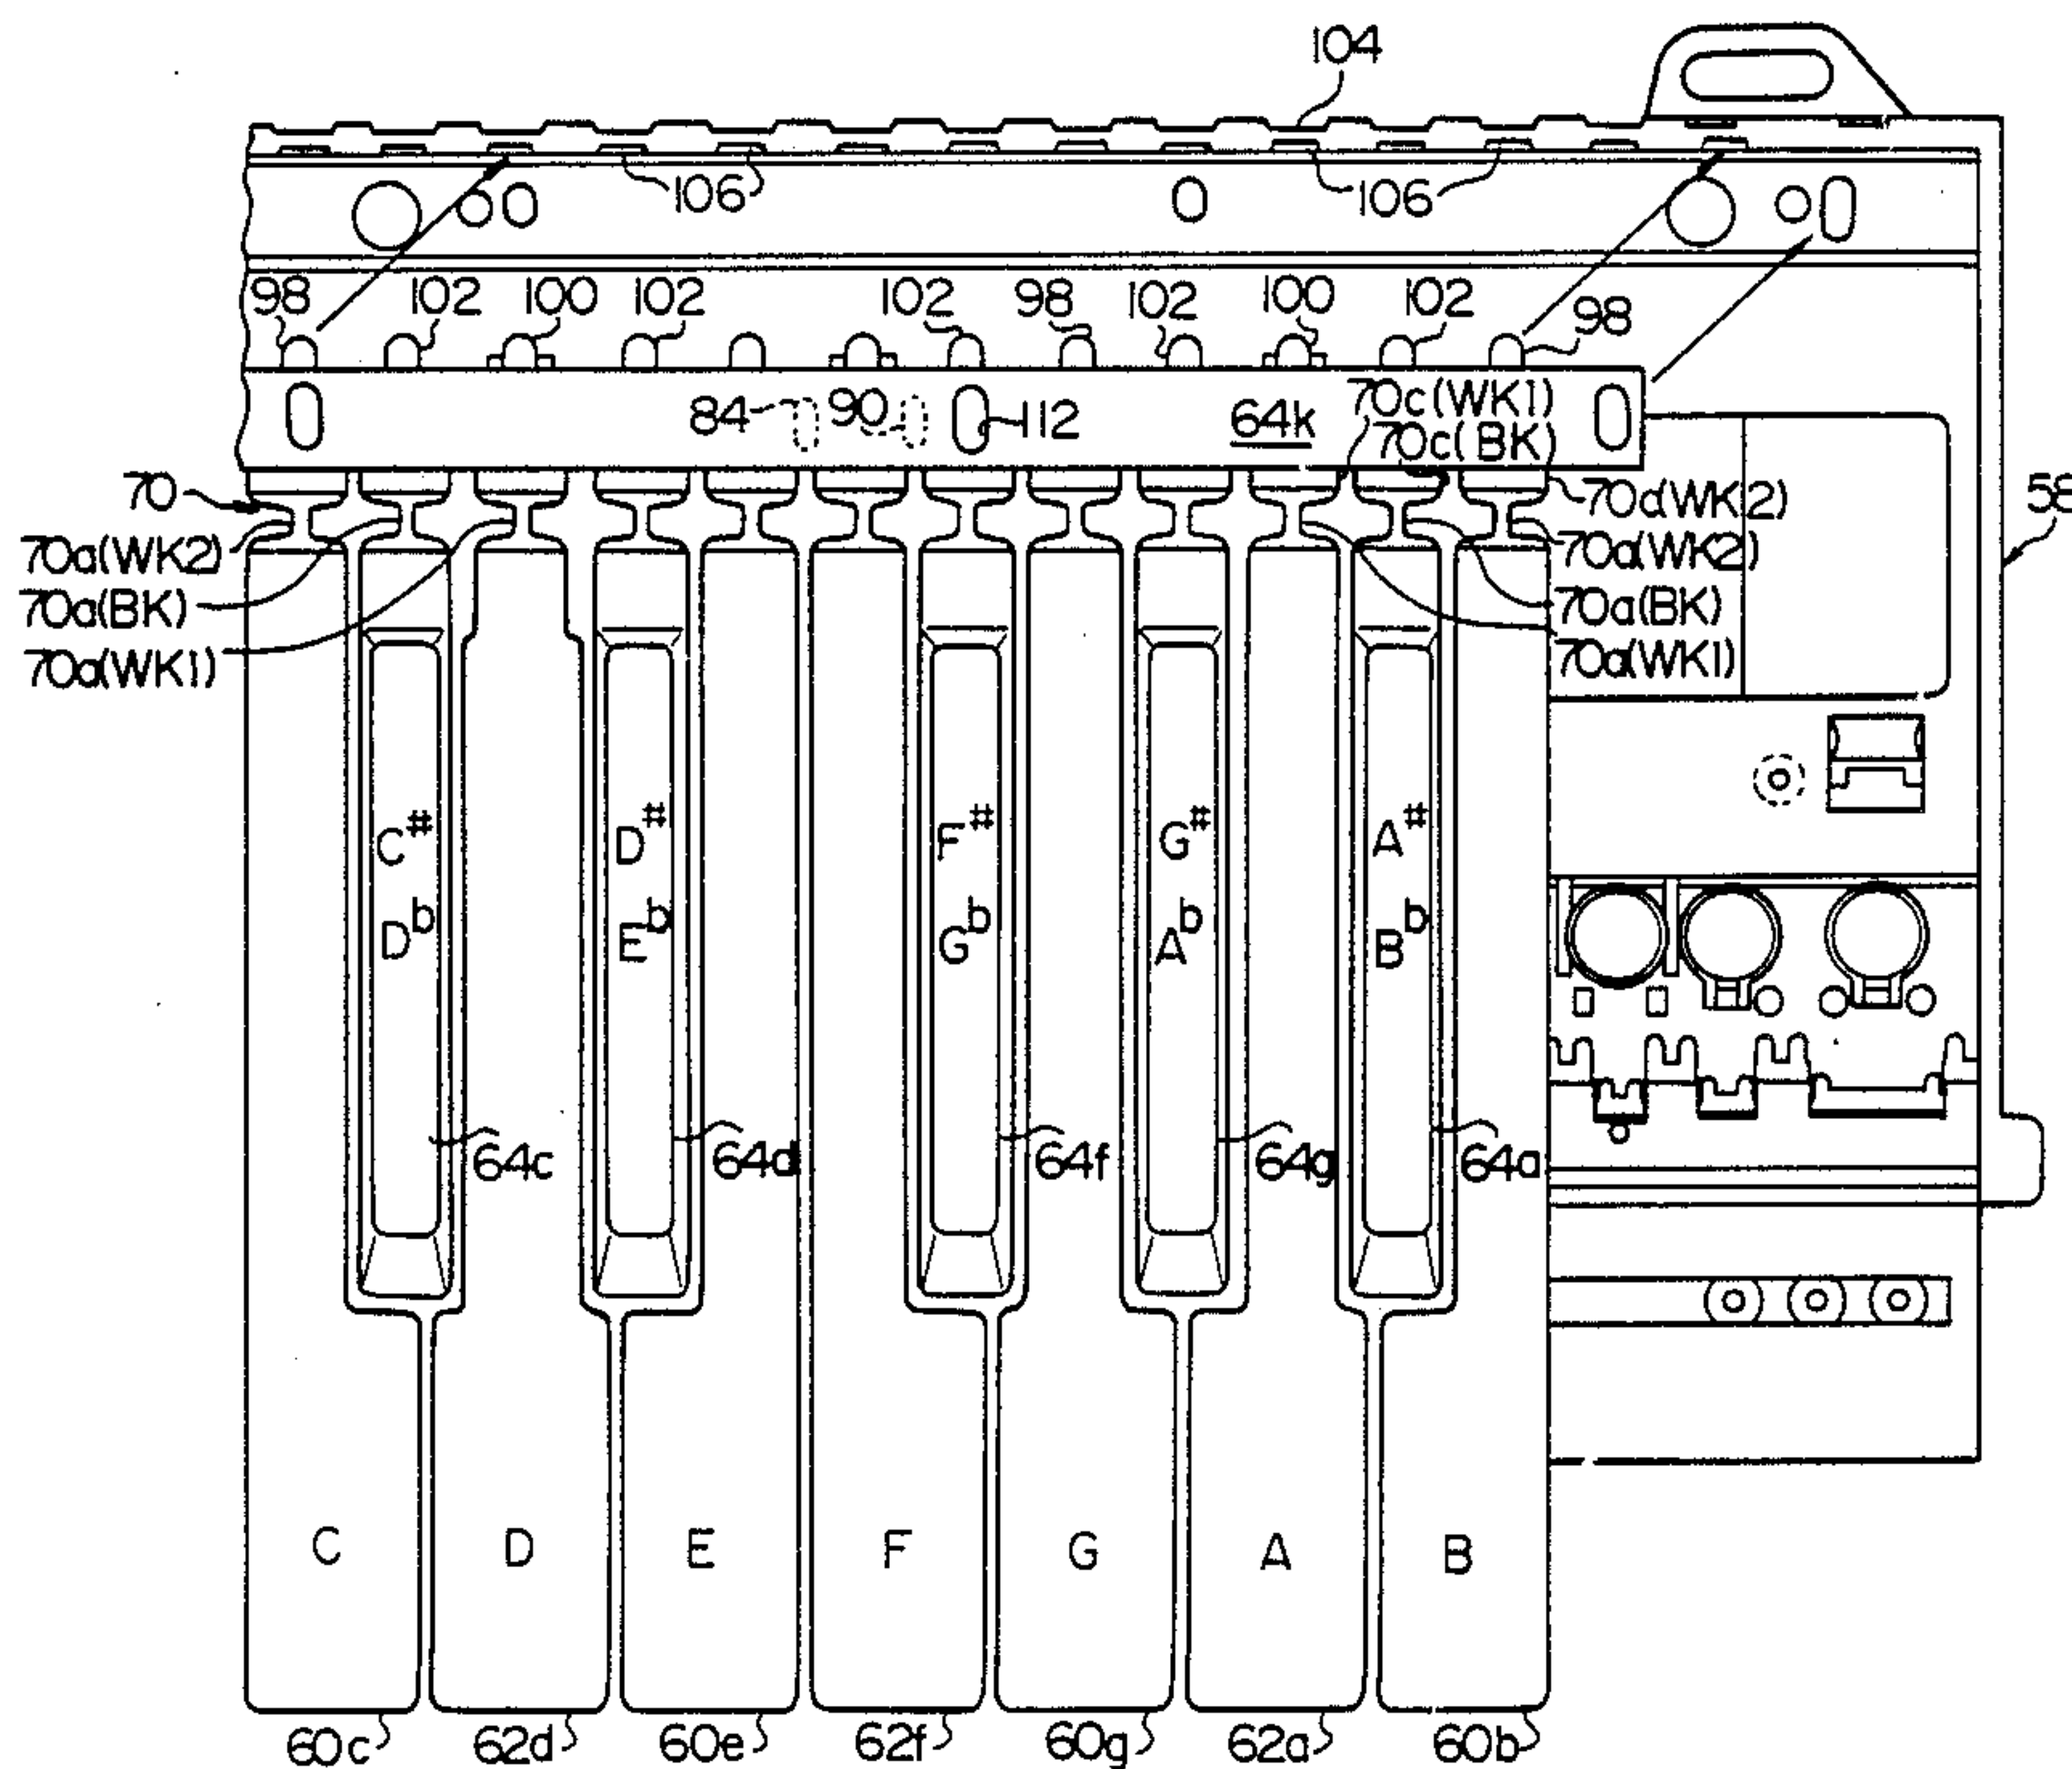 104
106 106
98 102 100 102 102 98 102 100 102 98
84 90 112 64k 70c(WK1)
70c(BK)
70 70d(WK2) 58
70a(WK2) 70a(WK2)
70a(BK) 70a(BK)
70a(WK1) 70a(WK1)
C# D# F# G# A#
Db Eb Gb Ab Bb
64c 64d 64f 64g 64a
C D E F G A B
60c 62d 60e 62f 60g 62a 60b